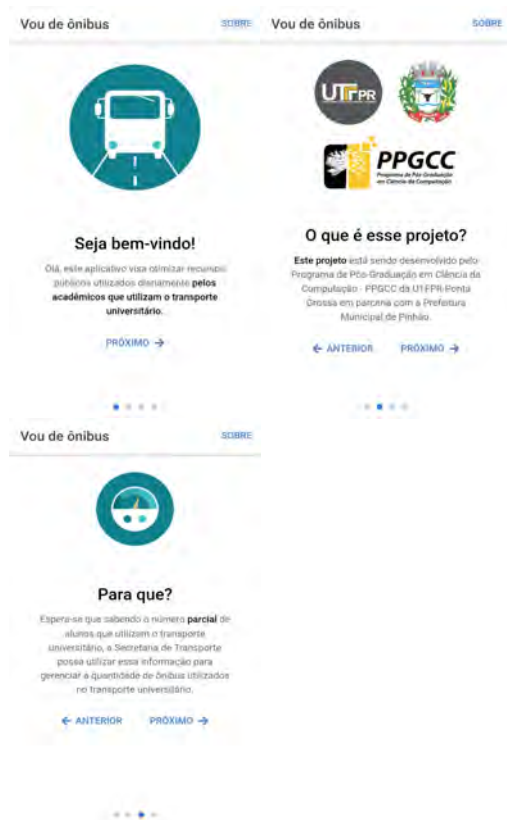 Vou de ônibus
SOBRE
Seja bem-vindo!
Olá, este aplicativo visa otimizar recursos
públicos utilizados diariamente pelos
acadêmicos que utilizam o transporte
universitário.
PRÓXIMO →
Vou de ônibus
SOBRE
UTFPR
PPGCC
Programa de Pós-Graduação
em Ciência da Computação
O que é esse projeto?
Este projeto está sendo desenvolvido pelo
Programa de Pós-Graduação em Ciência da
Computação - PPGCC da UTFPR-Ponta
Grossa em parceria com a Prefeitura
Municipal de Pinhão.
← ANTERIOR PRÓXIMO →
Vou de ônibus
SOBRE
Para que?
Espera-se que sabendo o número parcial de
alunos que utilizam o transporte
universitário, a Secretaria de Transporte
possa utilizar essa informação para
gerenciar a quantidade de ônibus utilizados
no transporte universitário.
← ANTERIOR PRÓXIMO →